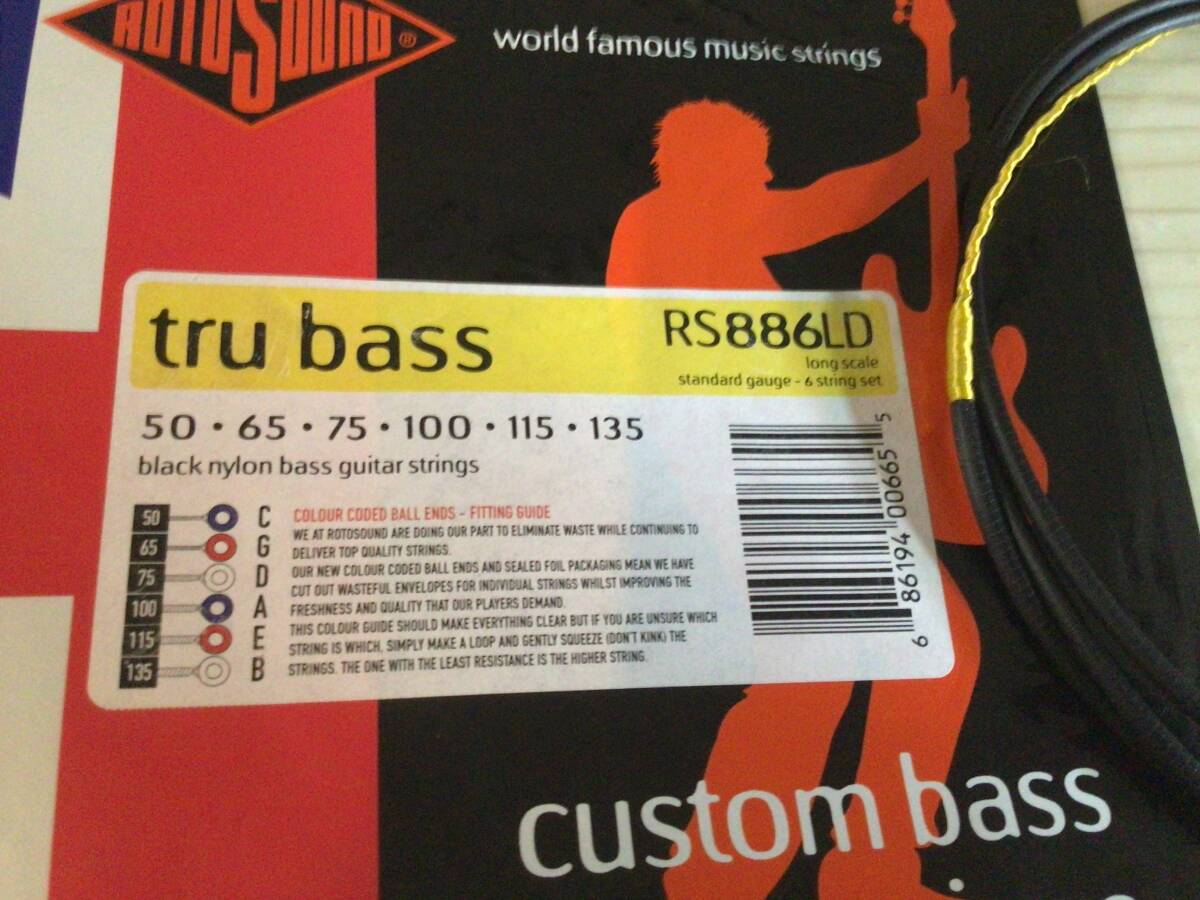 ROTOSOUND ®
world famous music strings
tru bass
RS886LD
long scale
standard gauge - 6 string set
50 • 65 • 75 • 100 • 115 • 135
black nylon bass guitar strings
50 C
65 G
75 D
100 A
115 E
135 B
COLOUR CODED BALL ENDS - FITTING GUIDE
WE AT ROTOSOUND ARE DOING OUR PART TO ELIMINATE WASTE WHILE CONTINUING TO
DELIVER TOP QUALITY STRINGS.
OUR NEW COLOUR CODED BALL ENDS AND SEALED FOIL PACKAGING MEAN WE HAVE
CUT OUT WASTEFUL ENVELOPES FOR INDIVIDUAL STRINGS WHILST IMPROVING THE
FRESHNESS AND QUALITY THAT OUR PLAYERS DEMAND.
THIS COLOUR GUIDE SHOULD MAKE EVERYTHING CLEAR BUT IF YOU ARE UNSURE WHICH
STRING IS WHICH, SIMPLY MAKE A LOOP AND GENTLY SQUEEZE (DON'T KINK) THE
STRINGS. THE ONE WITH THE LEAST RESISTANCE IS THE HIGHER STRING.
6 86194 00665 5
custom bass